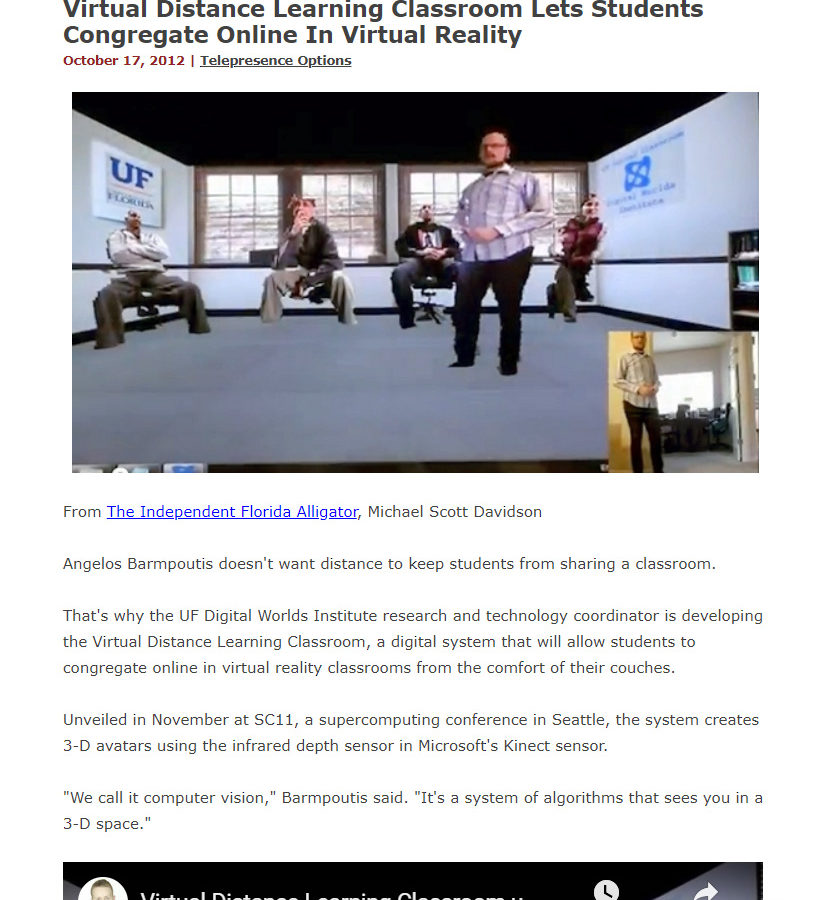 Virtual Distance Learning Classroom Lets Students
Congregate Online In Virtual Reality
October 17, 2012 | Telepresence Options
UF
FLORIDA
Digital Worlds
Institute
From The Independent Florida Alligator, Michael Scott Davidson
Angelos Barmpoutis doesn't want distance to keep students from sharing a classroom.
That's why the UF Digital Worlds Institute research and technology coordinator is developing
the Virtual Distance Learning Classroom, a digital system that will allow students to
congregate online in virtual reality classrooms from the comfort of their couches.
Unveiled in November at SC11, a supercomputing conference in Seattle, the system creates
3-D avatars using the infrared depth sensor in Microsoft's Kinect sensor.
"We call it computer vision," Barmpoutis said. "It's a system of algorithms that sees you in a
3-D space."
Virtual Distance Learning Classroom u